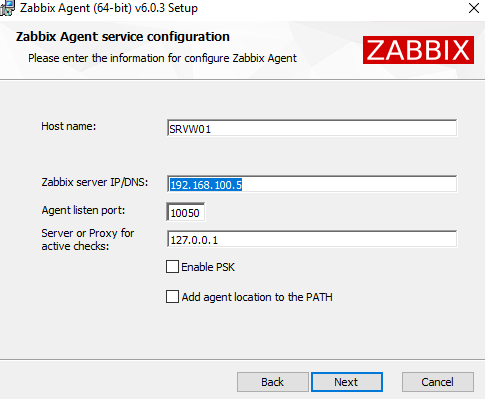 Zabbix Agent (64-bit) v6.0.3 Setup
Zabbix Agent service configuration
Please enter the information for configure Zabbix Agent
ZABBIX
Host name:
SRVW01
Zabbix server IP/DNS:
192.168.100.5
Agent listen port:
10050
Server or Proxy for
active checks:
127.0.0.1
Enable PSK
Add agent location to the PATH
Back
Next
Cancel